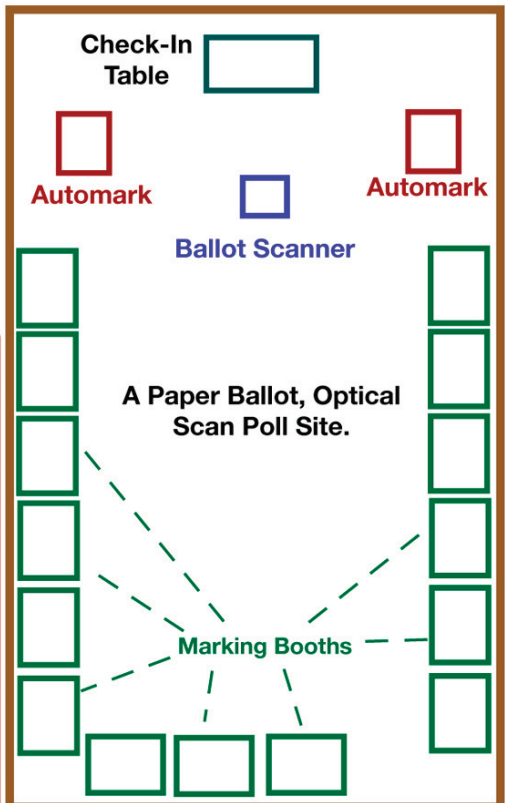 Check-In
Table
Automark
Automark
Ballot Scanner
A Paper Ballot, Optical
Scan Poll Site.
Marking Booths